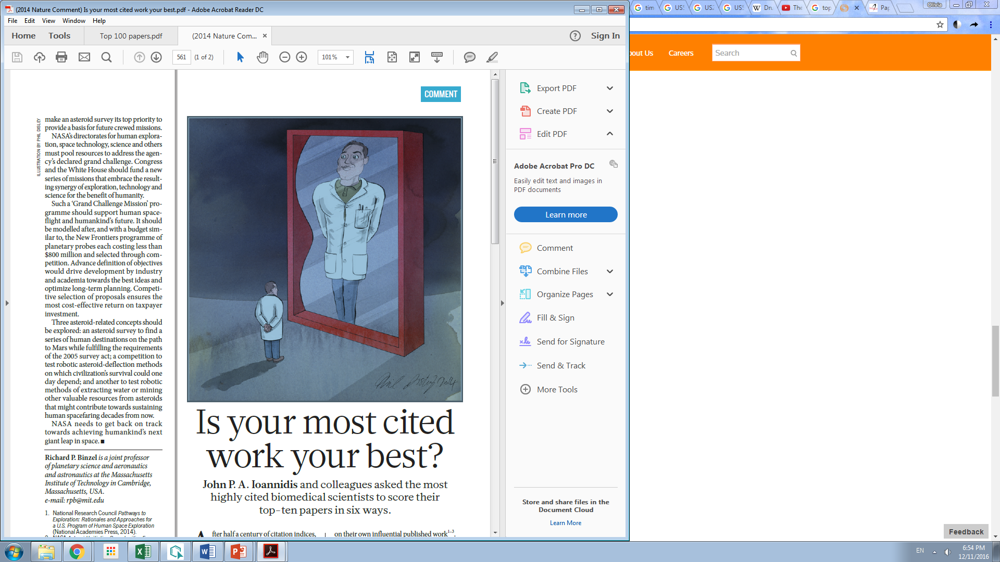 (2014 Nature Comment) Is your most cited work your best.pdf - Adobe Acrobat Reader DC
File Edit View Window Help
Home Tools Top 100 papers.pdf (2014 Nature Com... Sign In
561 (1 of 2) 101%
COMMENT
ILLUSTRATION BY PHIL DISLEY
make an asteroid survey its top priority to
provide a basis for future crewed missions.
NASA's directorates for human explora-
tion, space technology, science and others
must pool resources to address the agen-
cy's declared grand challenge. Congress
and the White House should fund a new
series of missions that embrace the result-
ing synergy of exploration, technology and
science for the benefit of humanity.
Such a 'Grand Challenge Mission' pro-
gramme should support human space-
flight and humankind's future. It should
be modelled after, and with a budget sim-
ilar to, the New Frontiers programme of
planetary probes each costing less than
$800 million and selected through com-
petition. Advance definition of objectives
would drive development by industry
and academia towards the best ideas and
optimize long-term planning. Competi-
tive selection of proposals ensures the
most cost-effective return on taxpayer
investment.
Three asteroid-related concepts should
be explored: an asteroid survey to find a
series of human destinations on the path
to Mars while fulfilling the requirements
of the 2005 survey act; a competition to
test robotic asteroid-deflection methods
on which civilization's survival could one
day depend; and another to test robotic
methods of extracting water or mining
other valuable resources from asteroids
that might contribute towards sustaining
human spacefaring decades from now.
NASA needs to get back on track
towards achieving humankind's next
giant leap in space. ■
Richard P. Binzel is a joint professor
of planetary science and aeronautics
and astronautics at the Massachusetts
Institute of Technology in Cambridge,
Massachusetts, USA.
e-mail: rpb@mit.edu
1. National Research Council Pathways to
Exploration: Rationales and Approaches for
a U.S. Program of Human Space Exploration
(National Academies Press, 2014).
Is your most cited
work your best?
John P. A. Ioannidis and colleagues asked the most
highly cited biomedical scientists to score their
top-ten papers in six ways.
After half a century of citation indices,
on their own influential published work1–3.
Export PDF
Create PDF
Edit PDF
Adobe Acrobat Pro DC
Easily edit text and images in
PDF documents
Learn more
Comment
Combine Files
Organize Pages
Fill & Sign
Send for Signature
Send & Track
More Tools
Store and share files in the
Document Cloud
Learn More
tim US US US Dru The top Pap Olivia
bout Us Careers Search
Feedback
EN 6:54 PM
12/11/2016